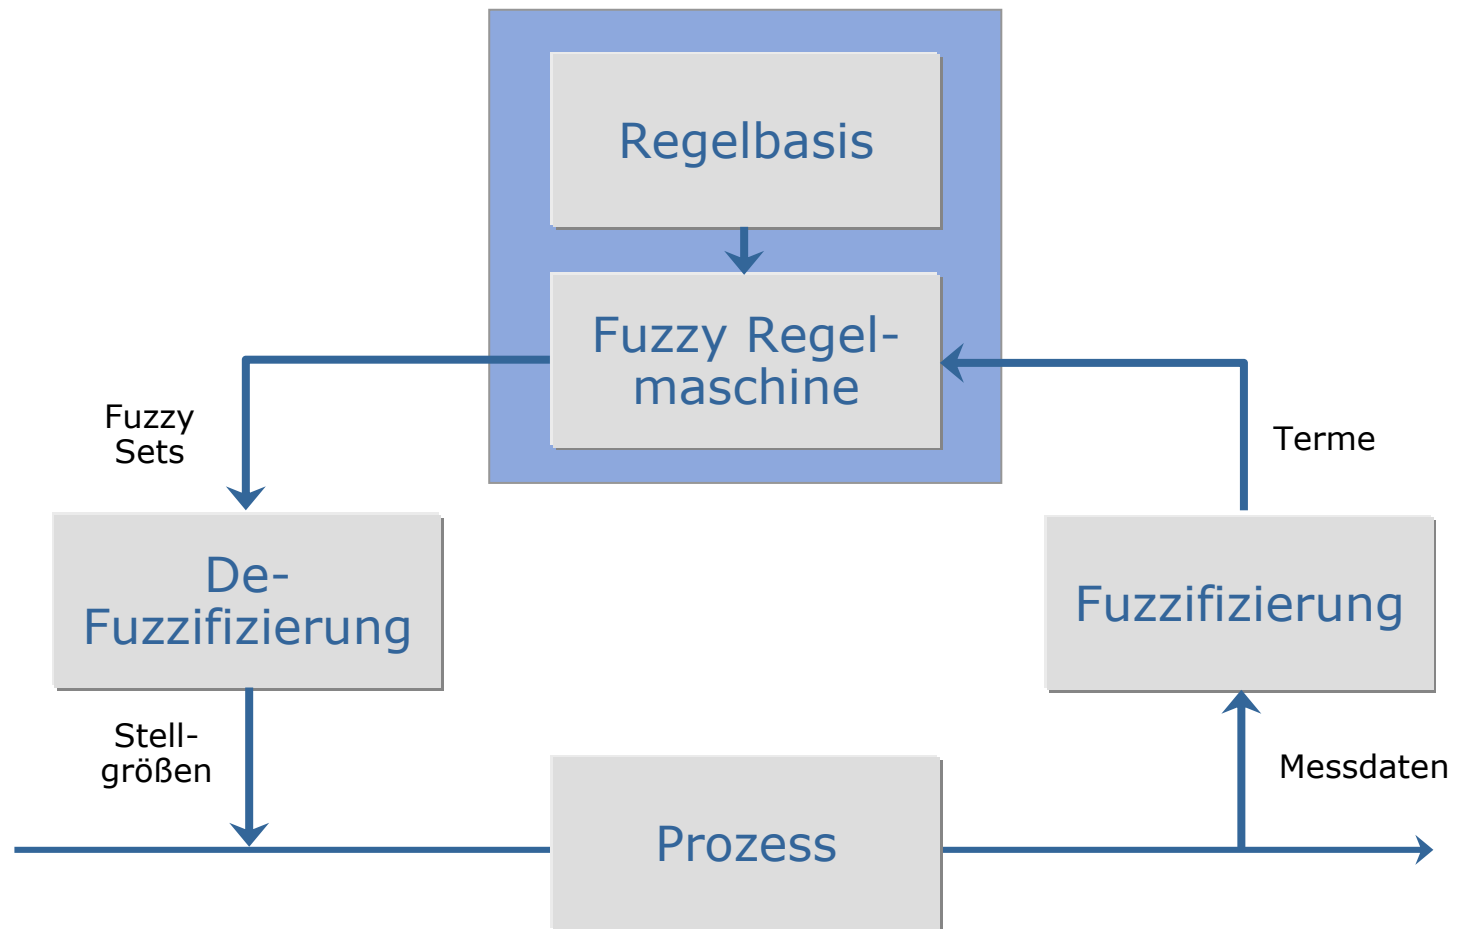 Regelbasis
Fuzzy Regel-
maschine
Fuzzy
Sets
Terme
De-
Fuzzifizierung
Fuzzifizierung
Stell-
größen
Messdaten
Prozess